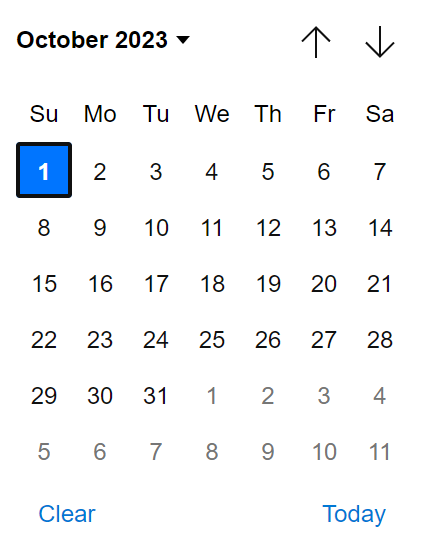 October 2023
Su Mo Tu We Th Fr Sa
1 2 3 4 5 6 7
8 9 10 11 12 13 14
15 16 17 18 19 20 21
22 23 24 25 26 27 28
29 30 31 1 2 3 4
5 6 7 8 9 10 11
Clear Today